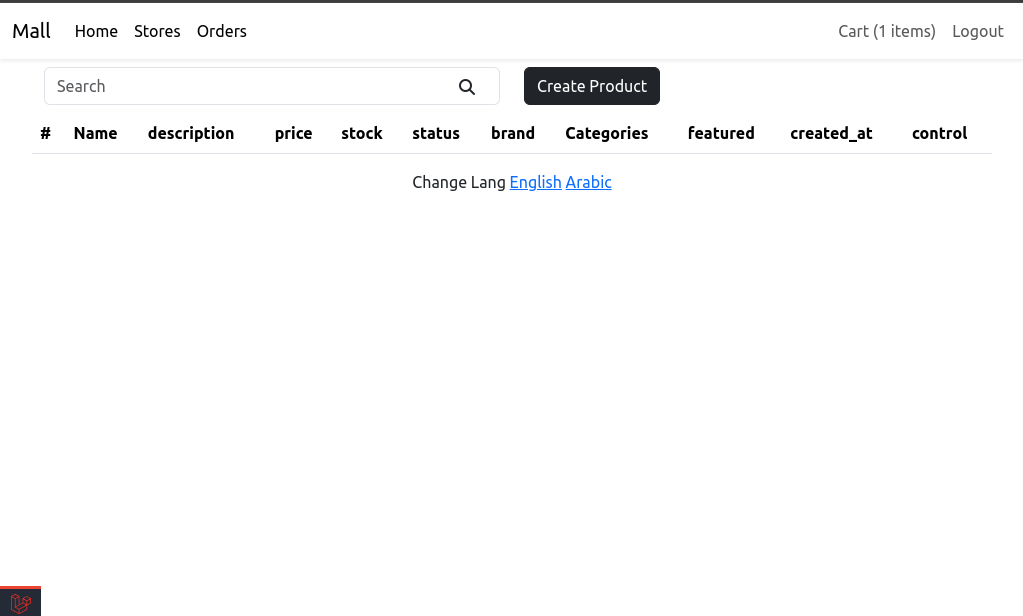 Mall Home Stores Orders Cart (1 items) Logout
Search Create Product
# Name description price stock status brand Categories featured created_at control
Change Lang English Arabic